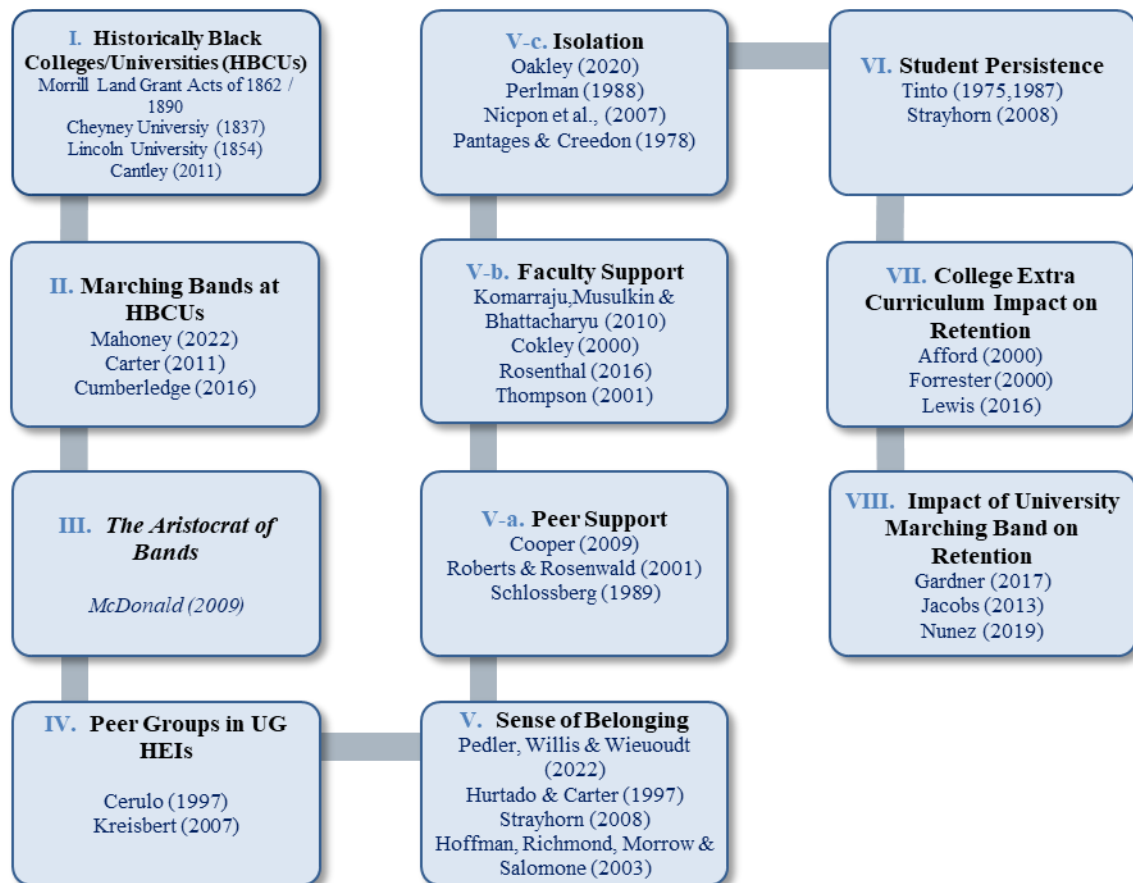 I. Historically Black
Colleges/Universities (HBCUs)
Morrill Land Grant Acts of 1862 /
1890
Cheyney Universiy (1837)
Lincoln University (1854)
Cantley (2011)
II. Marching Bands at
HBCUs
Mahoney (2022)
Carter (2011)
Cumberledge (2016)
III. The Aristocrat of
Bands
McDonald (2009)
IV. Peer Groups in UG
HEIs
Cerulo (1997)
Kreisbert (2007)
V. Sense of Belonging
Pedler, Willis & Wieuoudt
(2022)
Hurtado & Carter (1997)
Strayhorn (2008)
Hoffman, Richmond, Morrow &
Salomone (2003)
V-a. Peer Support
Cooper (2009)
Roberts & Rosenwald (2001)
Schlossberg (1989)
V-b. Faculty Support
Komarraju,Musulkin &
Bhattacharyu (2010)
Cokley (2000)
Rosenthal (2016)
Thompson (2001)
V-c. Isolation
Oakley (2020)
Perlman (1988)
Nicpon et al., (2007)
Pantages & Creedon (1978)
VI. Student Persistence
Tinto (1975,1987)
Strayhorn (2008)
VII. College Extra
Curriculum Impact on
Retention
Afford (2000)
Forrester (2000)
Lewis (2016)
VIII. Impact of University
Marching Band on
Retention
Gardner (2017)
Jacobs (2013)
Nunez (2019)